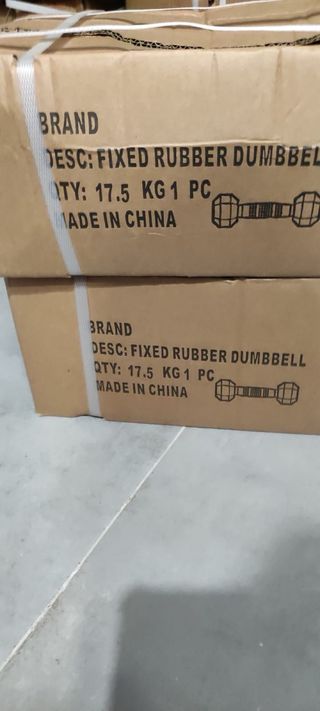 BRAND
DESC: FIXED RUBBER DUMBBELL
QTY: 17.5 KG 1 PC
MADE IN CHINA
BRAND
DESC: FIXED RUBBER DUMBBELL
QTY: 17.5 KG 1 PC
MADE IN CHINA